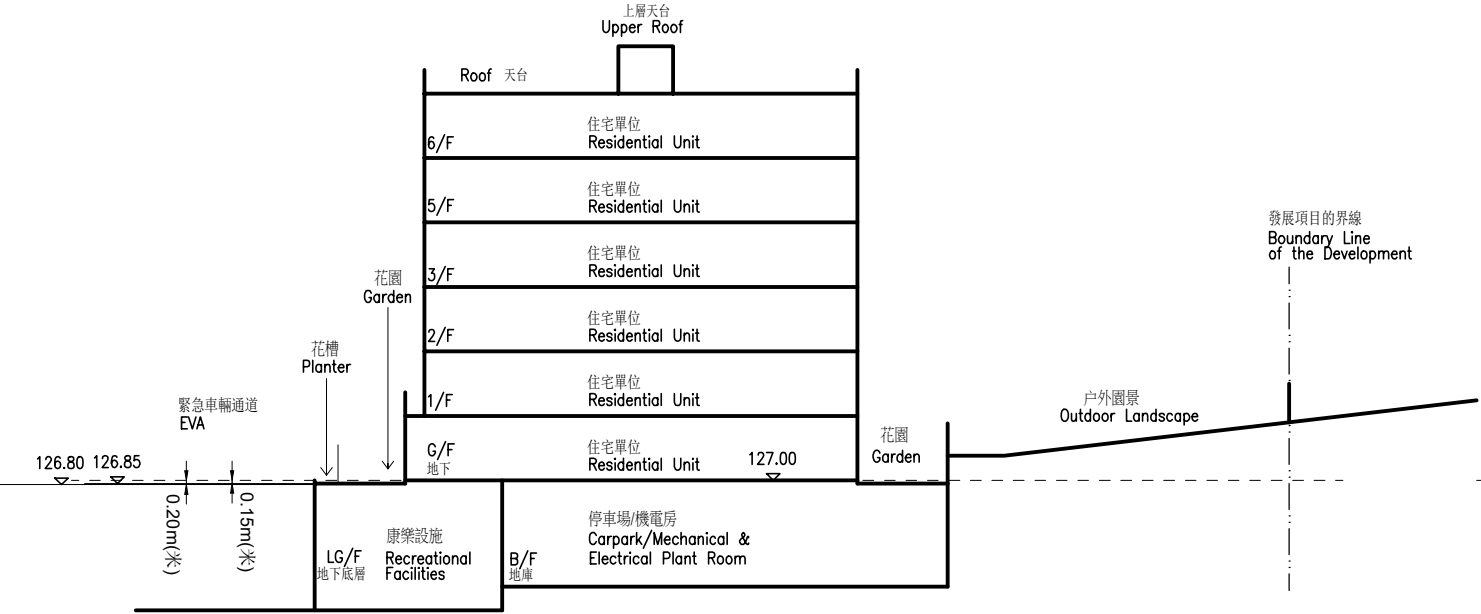 上層天台
Upper Roof
Roof 天台
住宅單位
6/F Residential Unit
住宅單位
5/F Residential Unit
住宅單位
3/F Residential Unit
住宅單位
2/F Residential Unit
住宅單位
1/F Residential Unit
住宅單位
G/F Residential Unit
地下
127.00
花園
Garden
花槽
Planter
緊急車輛通道
EVA
126.80 126.85
0.20m(米)
0.15m(米)
康樂設施
LG/F Recreational
地下底層 Facilities
停車場/機電房
Carpark/Mechanical &
B/F Electrical Plant Room
地庫
花園
Garden
户外園景
Outdoor Landscape
發展項目的界線
Boundary Line
of the Development